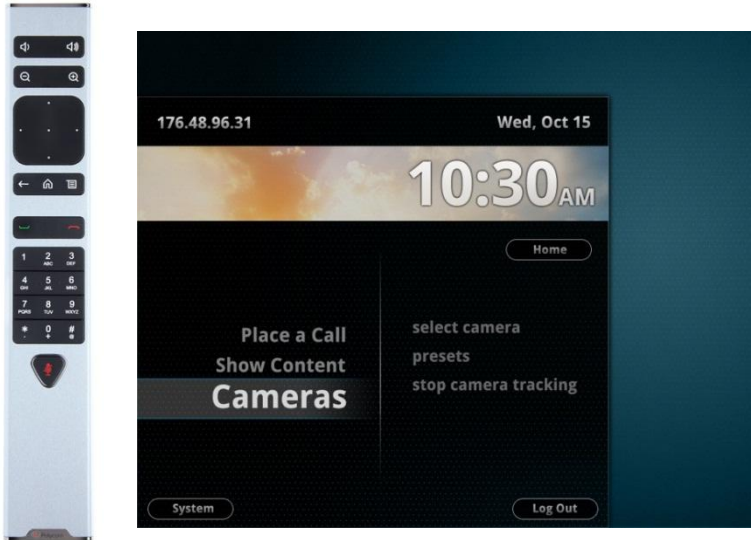 1
2
ABC
3
DEF
4
GHI
5
JKL
6
MNO
7
PQRS
8
TUV
9
WXYZ
*
0
#
176.48.96.31
Wed, Oct 15
10:30 AM
Home
Place a Call
Show Content
Cameras
select camera
presets
stop camera tracking
System
Log Out